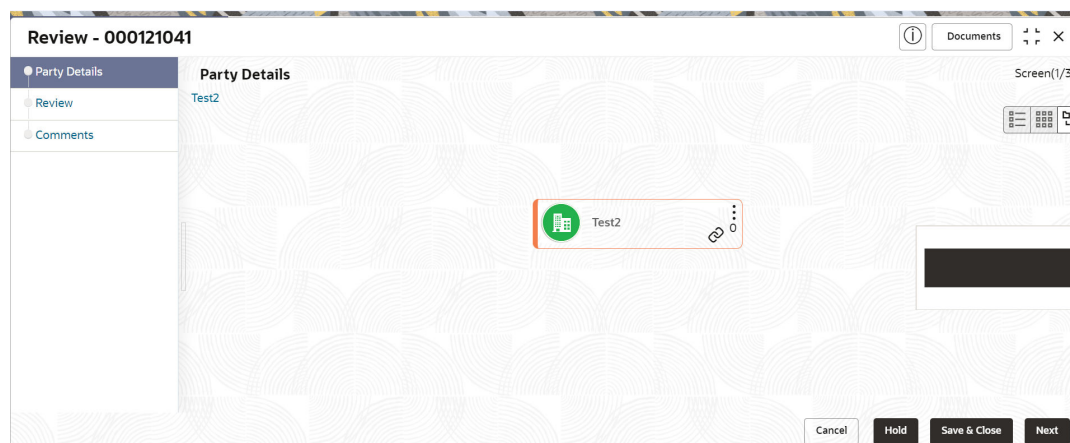 Review - 000121041
Documents
Party Details
Review
Comments
Party Details
Screen(1/3
Test2
Test2
0
Cancel
Hold
Save & Close
Next